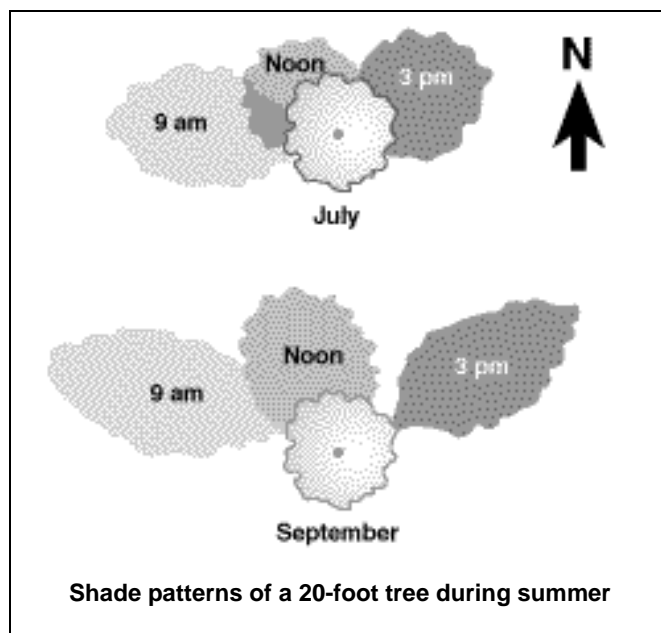 Noon
N
3 pm
9 am
July
Noon
3 pm
9 am
September
Shade patterns of a 20-foot tree during summer